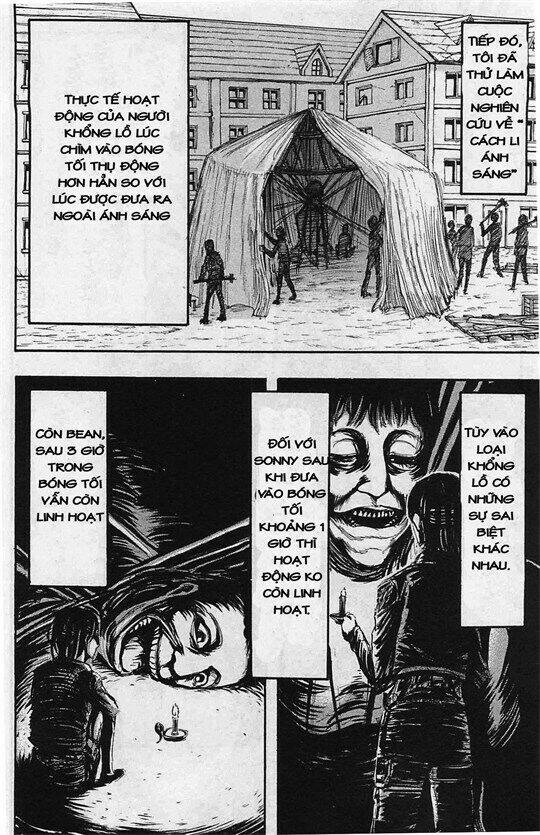 TIẾP ĐÓ,
TÔI ĐÃ
THỬ LÀM
CUỘC
NGHIÊN
CỨU VỀ "
CÁCH LI
ÁNH
SÁNG"
THỰC TẾ HOẠT
ĐỘNG CỦA NGƯỜI
KHỔNG LỒ LÚC
CHÌM VÀO BÓNG
TỐI THỤ ĐỘNG
HƠN HẲN SO VỚI
LÚC ĐƯỢC ĐƯA RA
NGOÀI ÁNH SÁNG
TÙY VÀO
LOẠI
KHỔNG
LỒ CÓ
NHỮNG
SỰ SAI
BIỆT
KHÁC
NHAU.
ĐỐI VỚI
SONNY SAU
KHI ĐƯA
VÀO BÓNG
TỐI
KHOẢNG 1
GIỜ THÌ
HOẠT
ĐỘNG KO
CÒN LINH
HOẠT.
CÒN BEAN,
SAU 3 GIỜ
TRONG
BÓNG TỐI
VẪN CÒN
LINH HOẠT